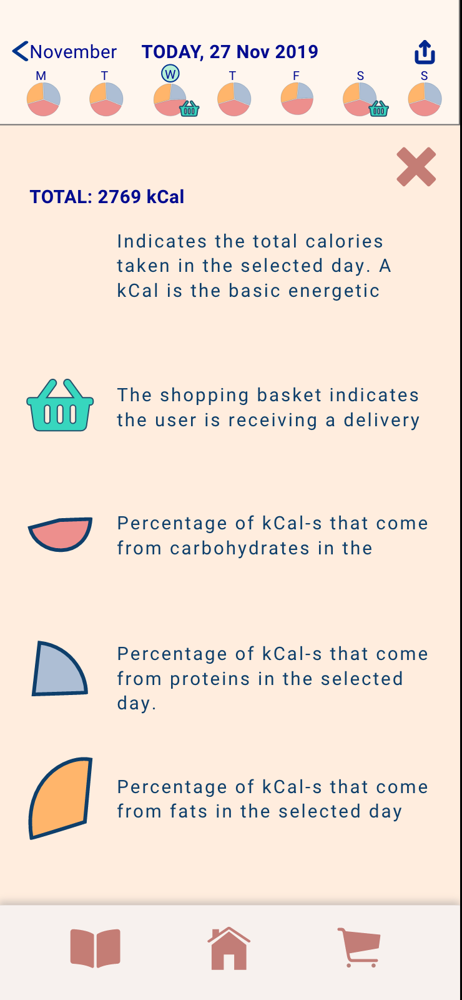 November
TODAY, 27 Nov 2019
M T W T F S S
TOTAL: 2769 kCal
Indicates the total calories
taken in the selected day. A
kCal is the basic energetic
The shopping basket indicates
the user is receiving a delivery
Percentage of kCal-s that come
from carbohydrates in the
Percentage of kCal-s that come
from proteins in the selected
day.
Percentage of kCal-s that come
from fats in the selected day